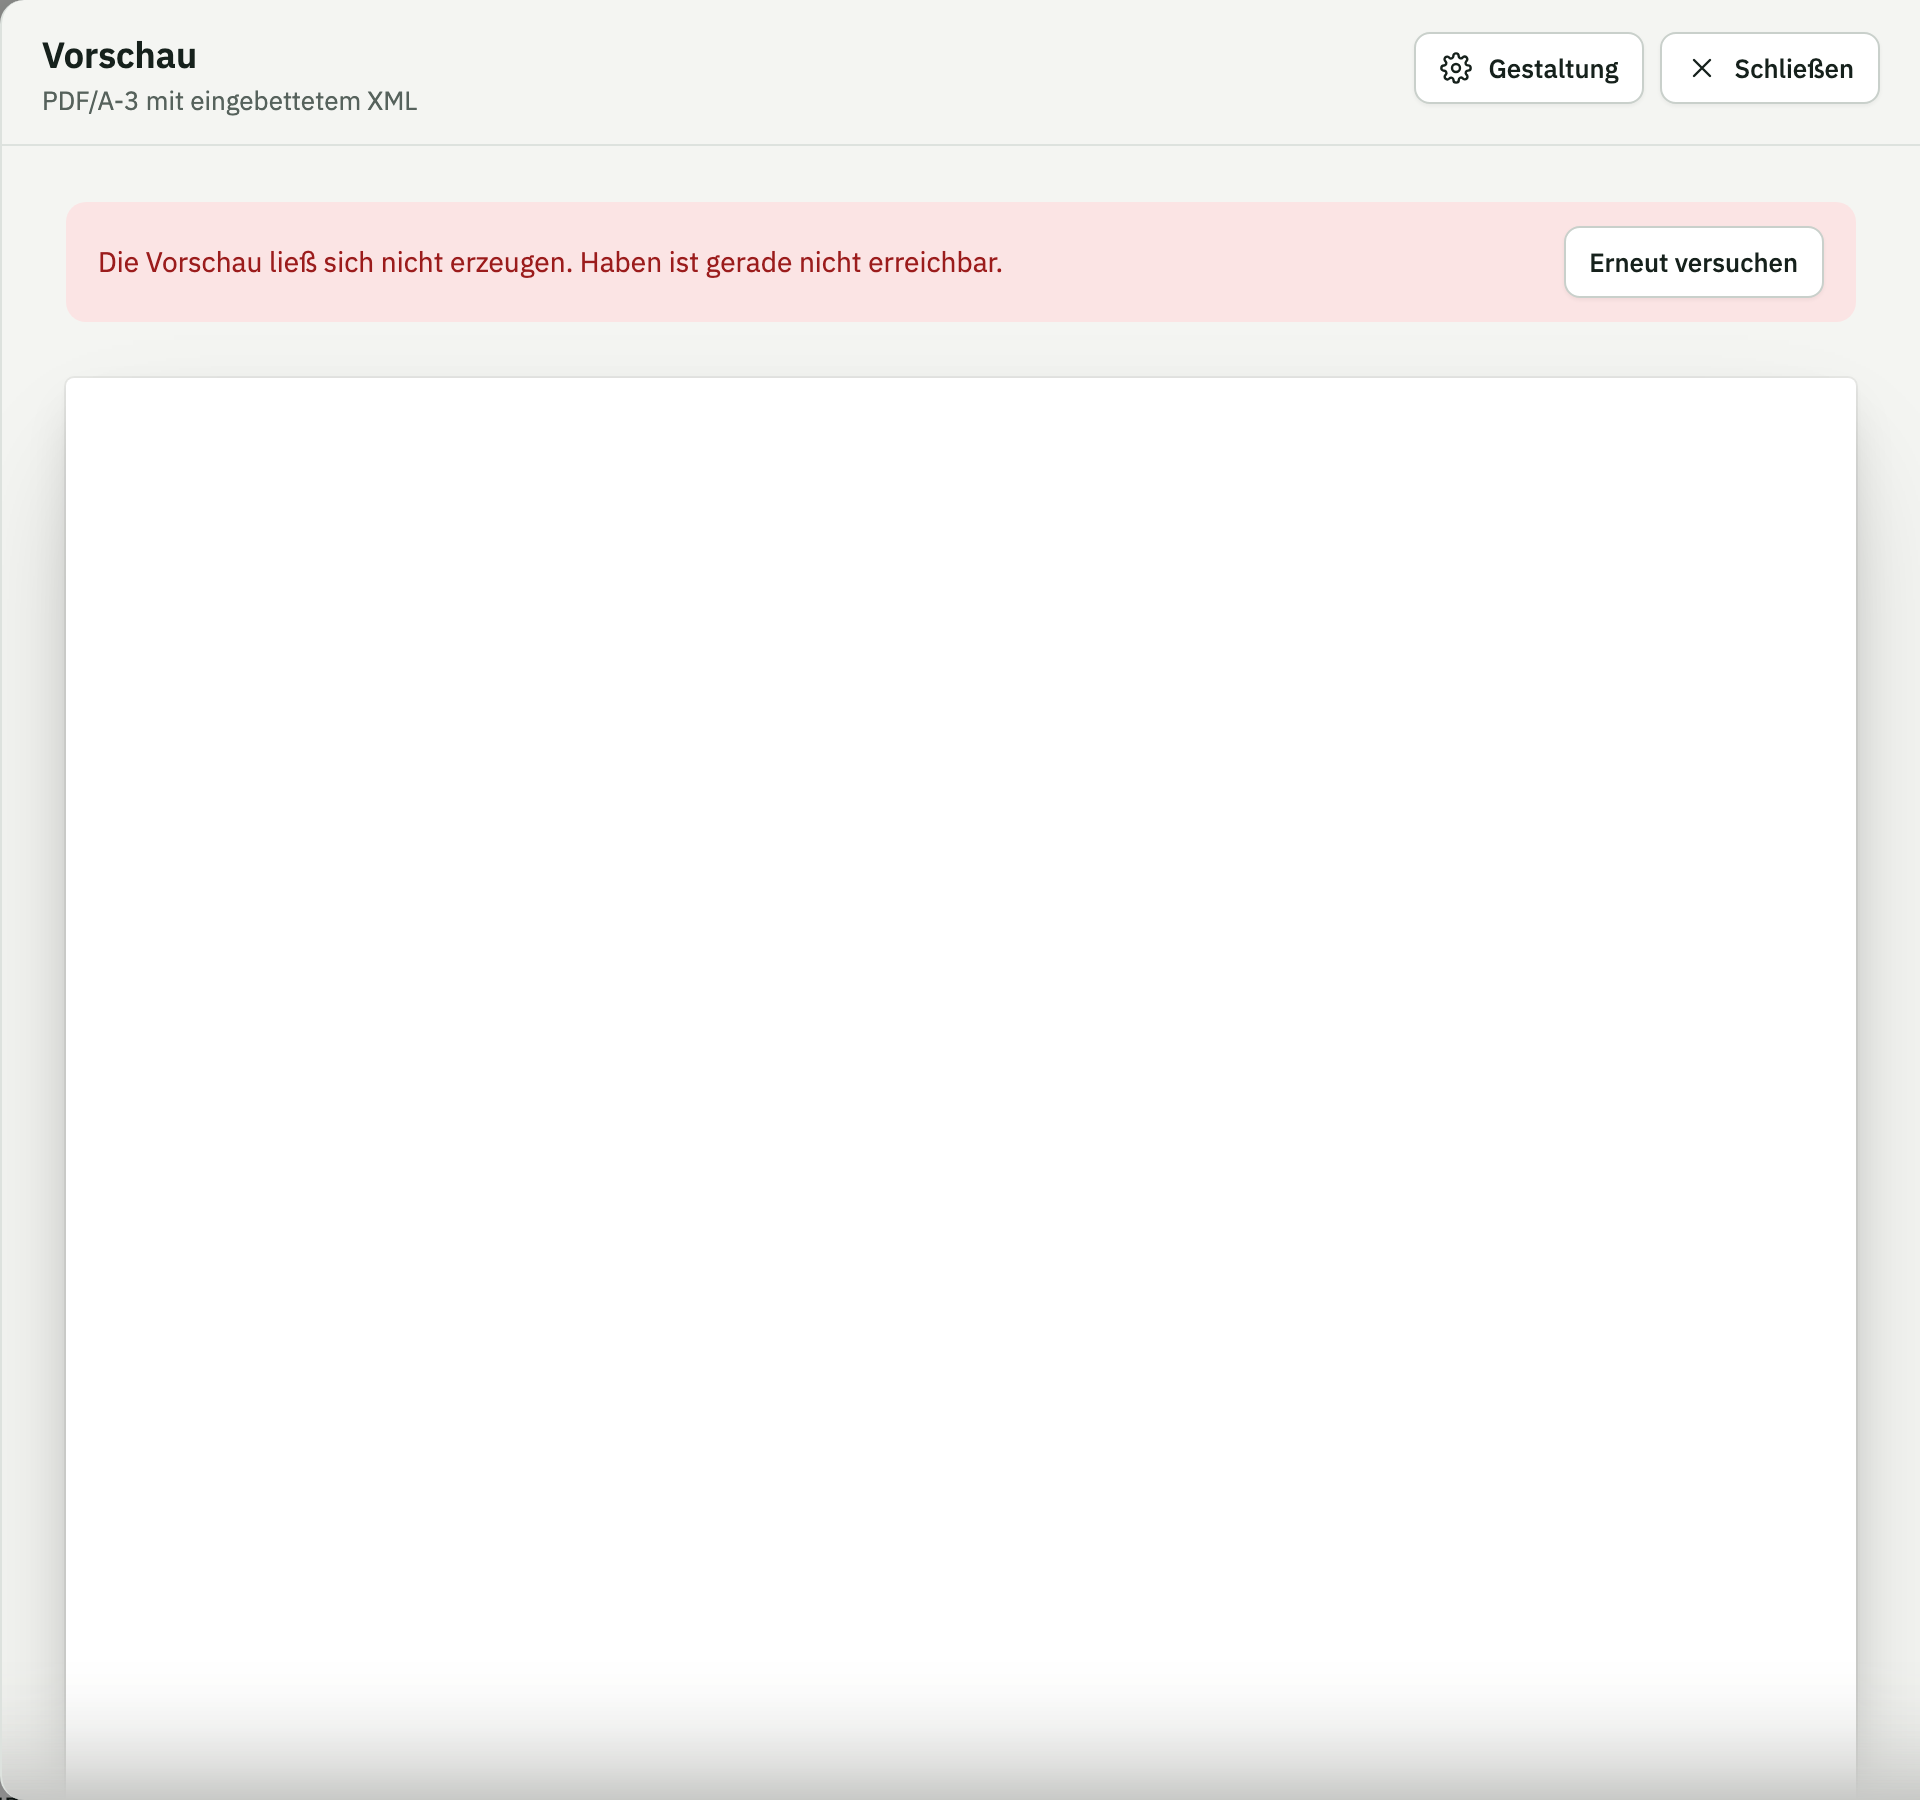 Vorschau
PDF/A-3 mit eingebettetem XML
Gestaltung
Schließen
Die Vorschau ließ sich nicht erzeugen. Haben ist gerade nicht erreichbar.
Erneut versuchen